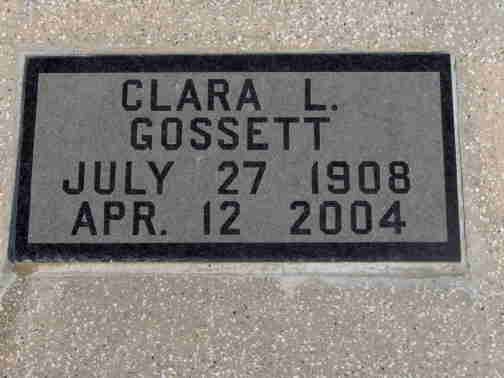 CLARA L.
GOSSETT
JULY 27 1908
APR. 12 2004